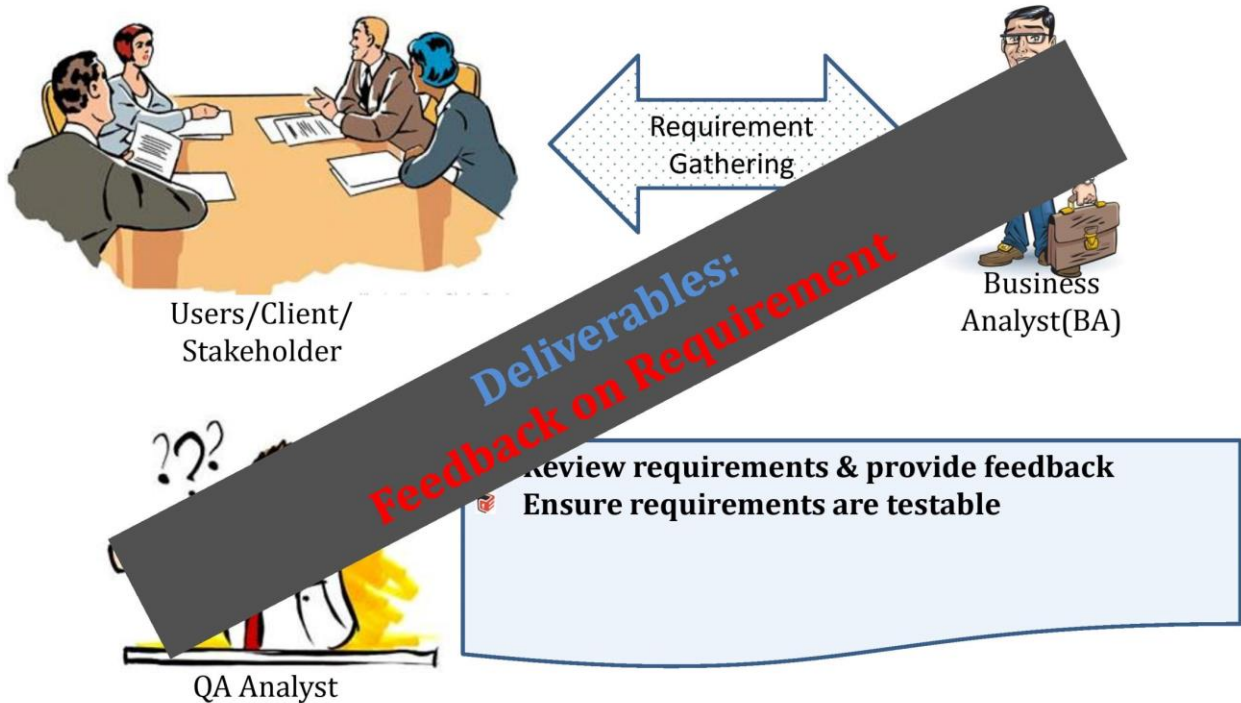 Requirement
Gathering
Users/Client/
Stakeholder
Business
Analyst(BA)
Deliverables:
Feedback on Requirement
Review requirements & provide feedback
Ensure requirements are testable
QA Analyst